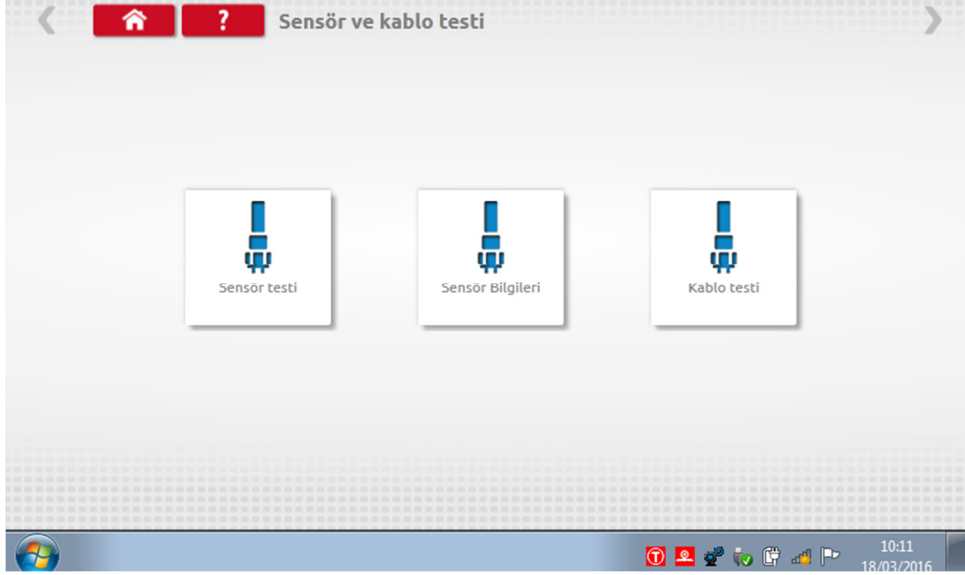 ? Sensör ve kablo testi
Sensör testi
Sensör Bilgileri
Kablo testi
10:11
18/03/2016